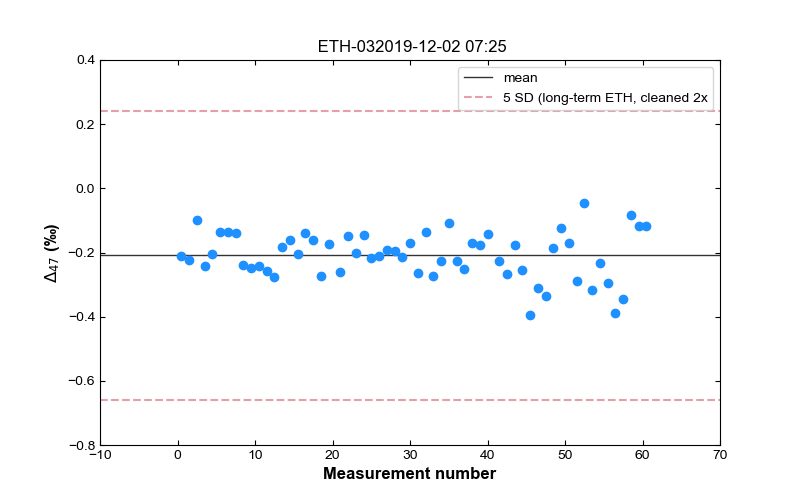 ETH-032019-12-02 07:25
mean
5 SD (long-term ETH, cleaned 2x
0.4
0.2
0.0
−0.2
−0.4
−0.6
−0.8
Δ47 (‰)
−10 0 10 20 30 40 50 60 70
Measurement number